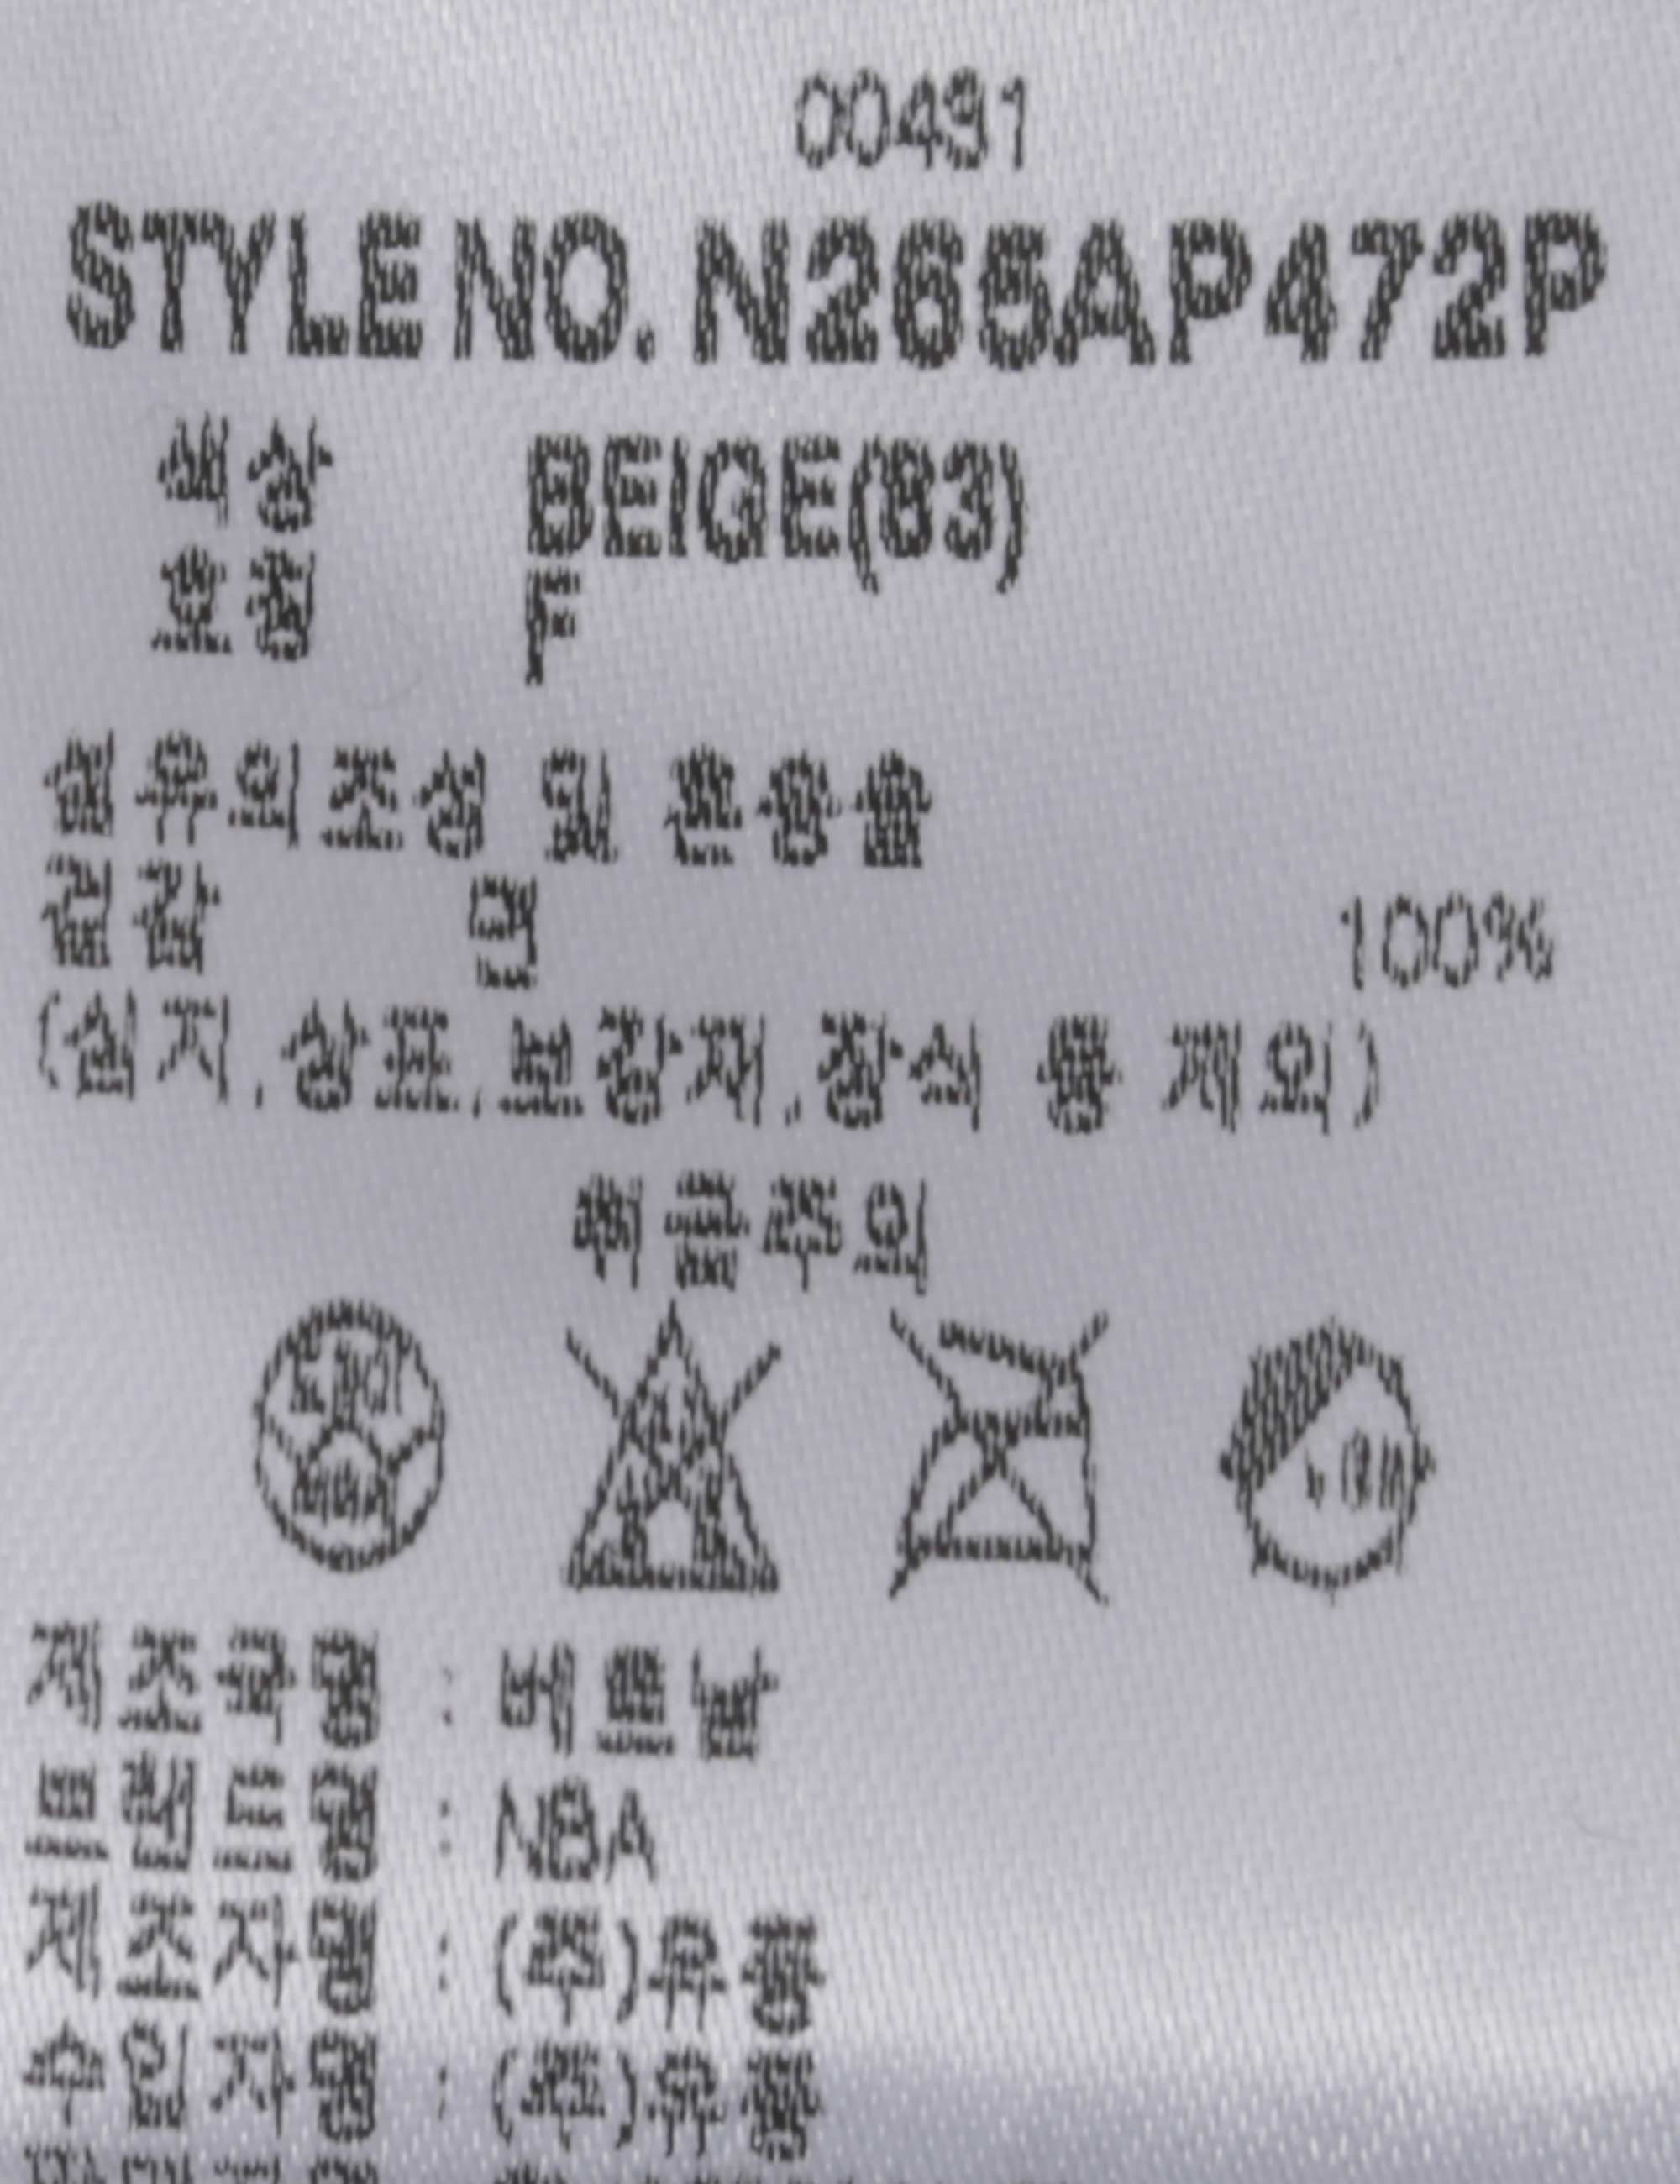 00491
STYLE NO. N265AP472P
색상 BEIGE(83)
호칭 F
섬유의조성 및 혼용율
겉감 면 100%
(심지,상표,보강재,장식 등 제외)
취급주의
제조국명 : 베트남
브랜드명 : NBA
제조자명 : (주)유풍
수입자명 : (주)유풍